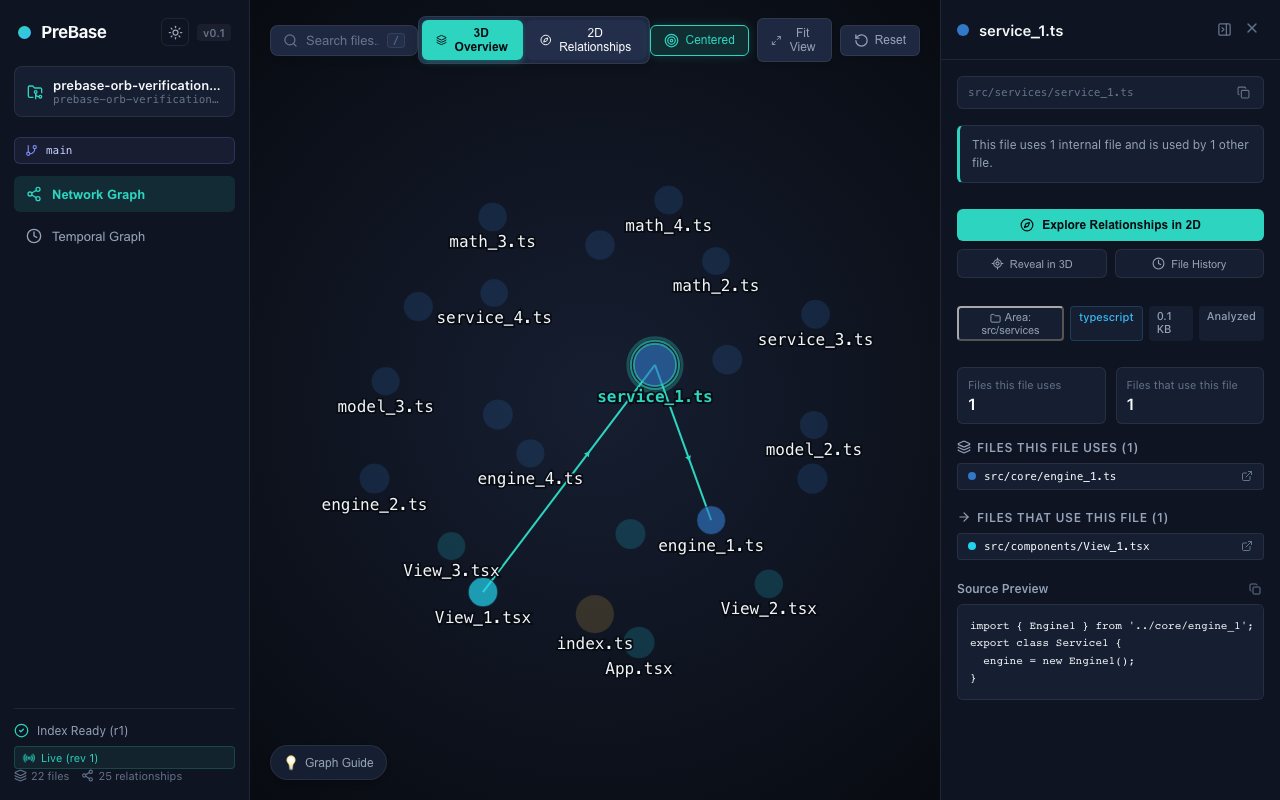 PreBase
v0.1
prebase-orb-verification...
prebase-orb-verification…
main
Network Graph
Temporal Graph
Index Ready (r1)
Live (rev 1)
22 files
25 relationships
Search files.
/
3D
Overview
2D
Relationships
Centered
Fit
View
Reset
math_3.ts
math_4.ts
math_2.ts
service_4.ts
service_3.ts
service_1.ts
model_3.ts
model_2.ts
engine_4.ts
engine_2.ts
engine_1.ts
View_3.tsx
View_1.tsx
View_2.tsx
index.ts
App.tsx
Graph Guide
service_1.ts
src/services/service_1.ts
This file uses 1 internal file and is used by 1 other
file.
Explore Relationships in 2D
Reveal in 3D
File History
Area:
src/services
typescript
0.1
KB
Analyzed
Files this file uses
1
Files that use this file
1
FILES THIS FILE USES (1)
src/core/engine_1.ts
FILES THAT USE THIS FILE (1)
src/components/View_1.tsx
Source Preview
import { Engine1 } from '../core/engine_1';
export class Service1 {
  engine = new Engine1();
}